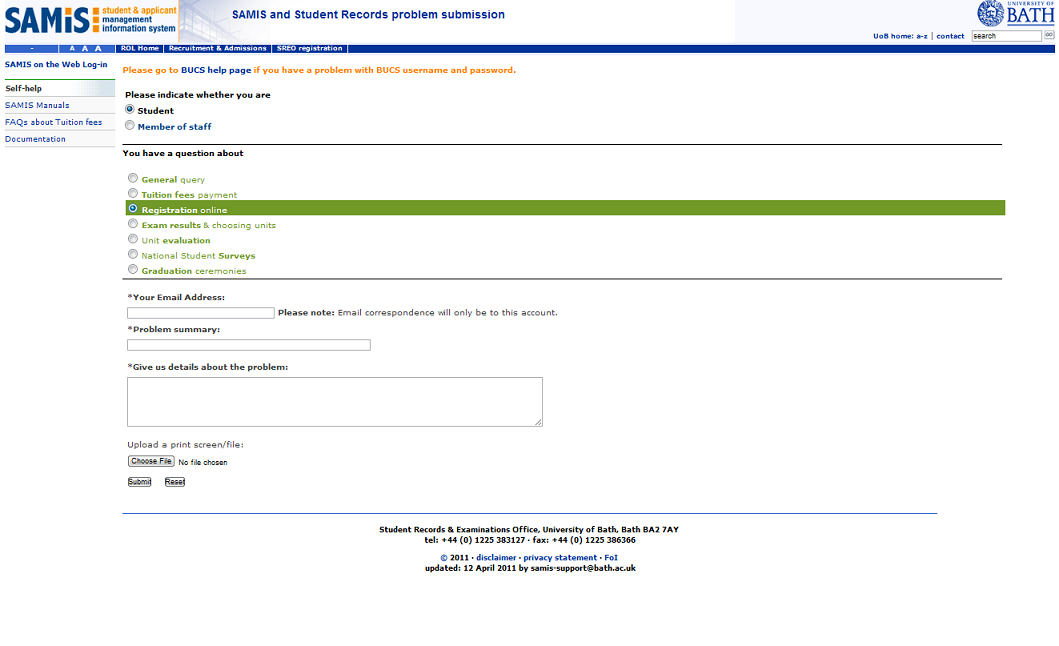 SAMIS student & applicant
management
information system
SAMIS and Student Records problem submission
UNIVERSITY OF
BATH
UoB home: a-z | contact search GO
- A A A ROL Home | Recruitment & Admissions | SREO registration |
SAMIS on the Web Log-in
Self-help
SAMIS Manuals
FAQs about Tuition fees
Documentation
Please go to BUCS help page if you have a problem with BUCS username and password.
Please indicate whether you are
Student
Member of staff
You have a question about
General query
Tuition fees payment
Registration online
Exam results & choosing units
Unit evaluation
National Student Surveys
Graduation ceremonies
*Your Email Address:
Please note: Email correspondence will only be to this account.
*Problem summary:
*Give us details about the problem:
Upload a print screen/file:
Choose File No file chosen
Submit Reset
Student Records & Examinations Office, University of Bath, Bath BA2 7AY
tel: +44 (0) 1225 383127 · fax: +44 (0) 1225 386366
© 2011 · disclaimer · privacy statement · FoI
updated: 12 April 2011 by samis-support@bath.ac.uk